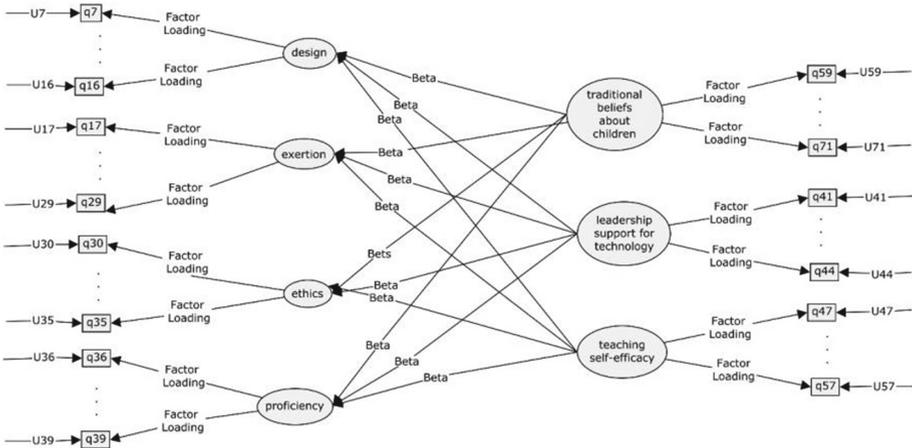 U7
q7
Factor
Loading
design
Factor
Loading
U16
q16
U17
q17
Factor
Loading
exertion
Factor
Loading
U29
q29
U30
q30
Factor
Loading
ethics
Factor
Loading
U35
q35
U36
q36
Factor
Loading
proficiency
Factor
Loading
U39
q39
Beta
Beta
Beta
Beta
Beta
Beta
Bets
Beta
Beta
Beta
Beta
Beta
traditional
beliefs
about
children
Factor
Loading
q59
U59
Factor
Loading
q71
U71
leadership
support for
technology
Factor
Loading
q41
U41
Factor
Loading
q44
U44
teaching
self-efficacy
Factor
Loading
q47
U47
Factor
Loading
q57
U57